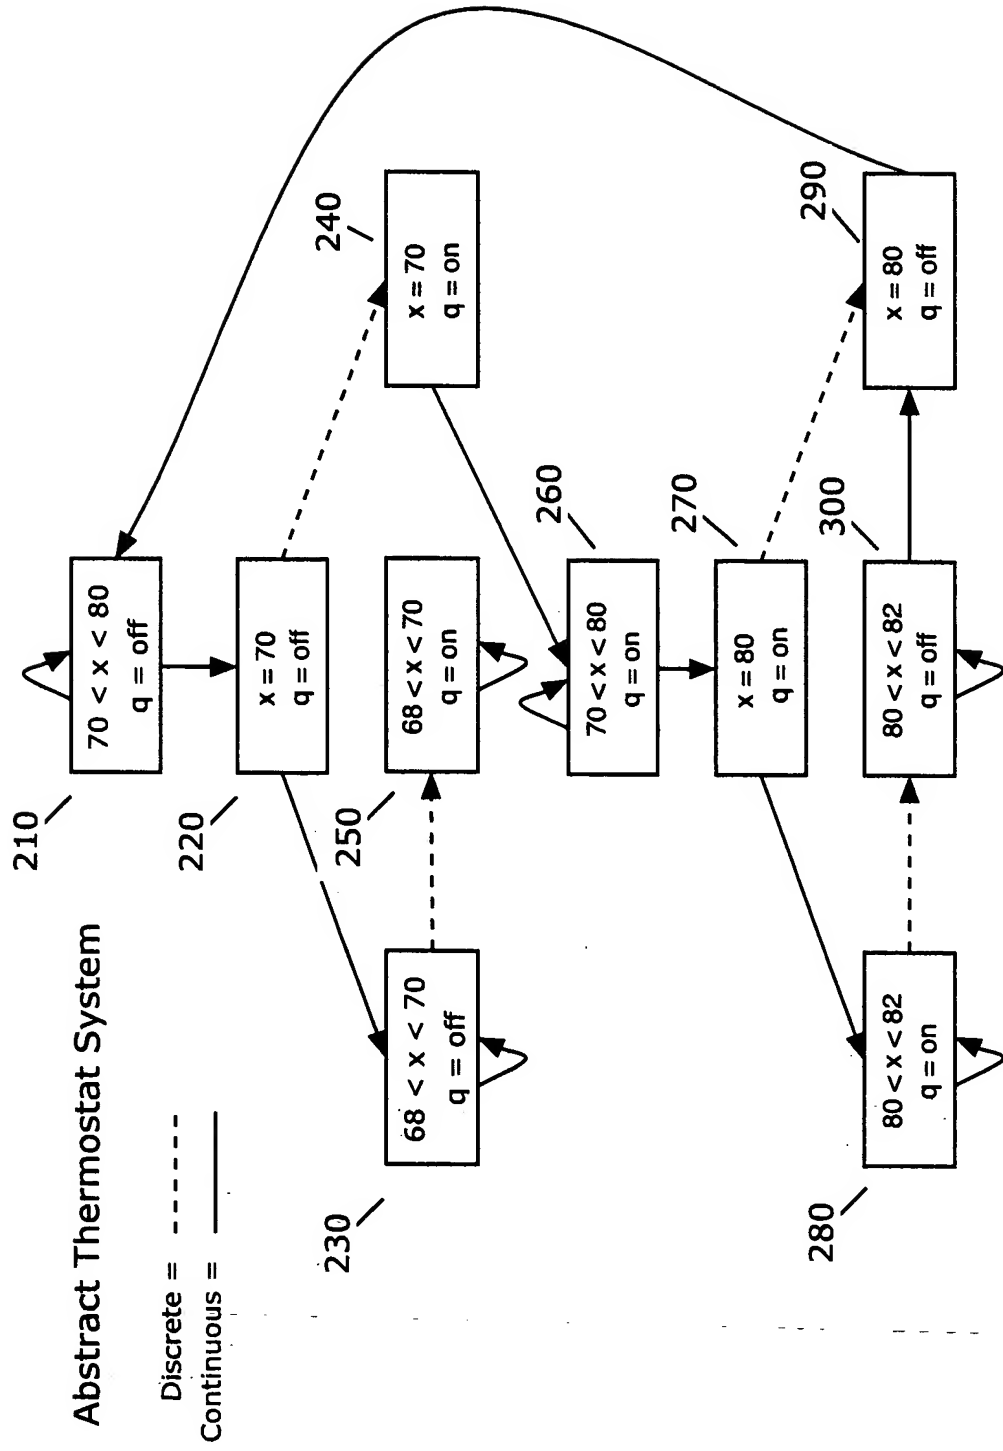 Abstract Thermostat System
Discrete =
Continuous =
210
70 < x < 80
q = off
220
x = 70
q = off
230
68 < x < 70
q = off
250
68 < x < 70
q = on
240
x = 70
q = on
260
70 < x < 80
q = on
270
x = 80
q = on
280
80 < x < 82
q = on
300
80 < x < 82
q = off
290
x = 80
q = off